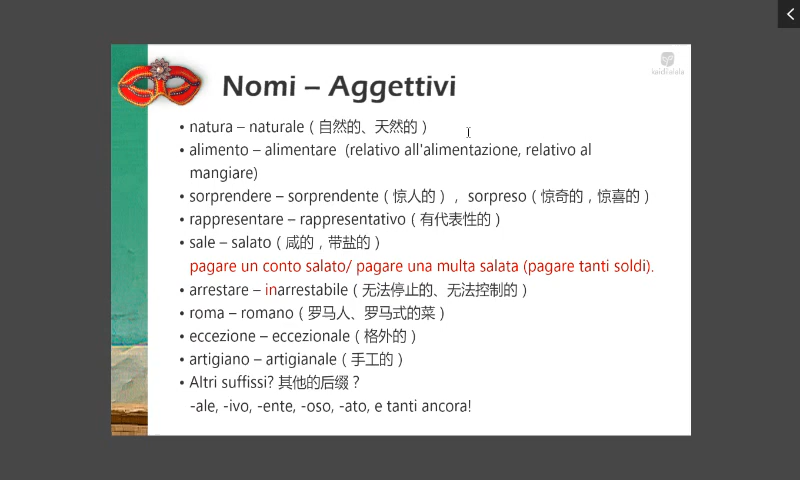 kaidilalala
Nomi – Aggettivi
• natura – naturale（自然的、天然的）
• alimento – alimentare (relativo all'alimentazione, relativo al
mangiare)
• sorprendere – sorprendente（惊人的）, sorpreso（惊奇的，惊喜的）
• rappresentare – rappresentativo（有代表性的）
• sale – salato（咸的，带盐的）
pagare un conto salato/ pagare una multa salata (pagare tanti soldi).
• arrestare – inarrestabile（无法停止的、无法控制的）
• roma – romano（罗马人、罗马式的菜）
• eccezione – eccezionale（格外的）
• artigiano – artigianale（手工的）
• Altri suffissi? 其他的后缀？
-ale, -ivo, -ente, -oso, -ato, e tanti ancora!